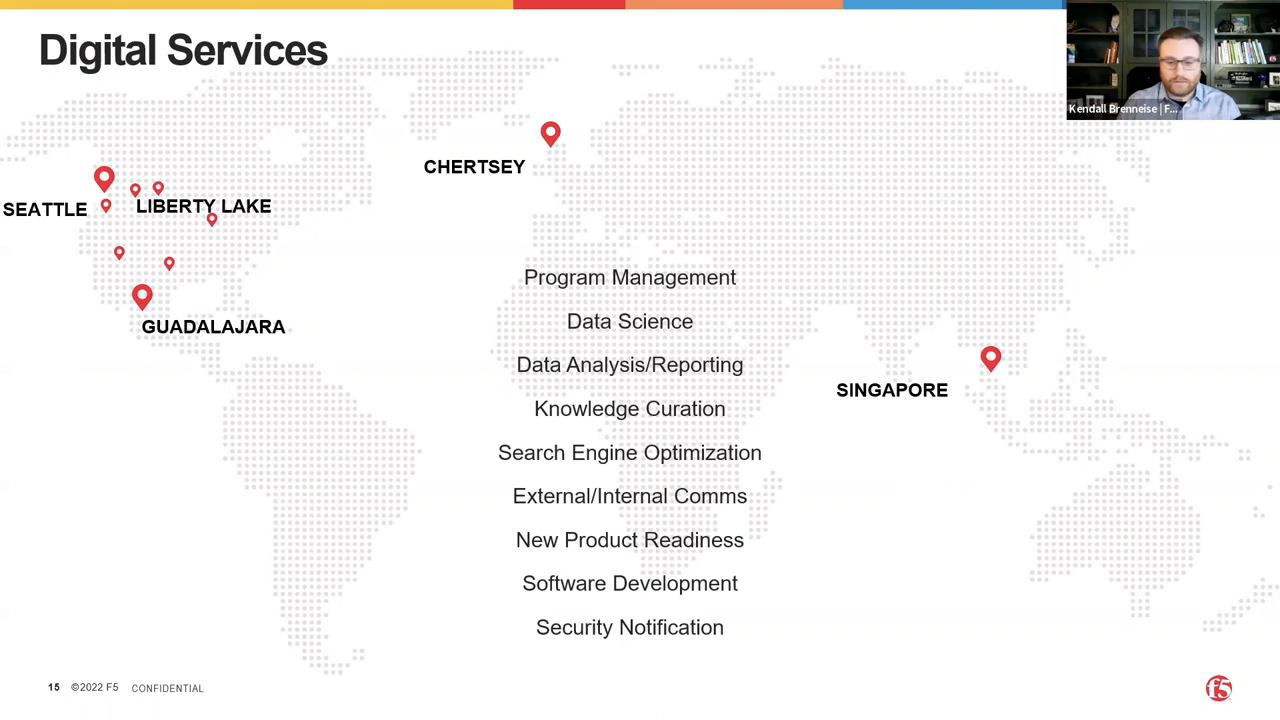 Digital Services
Kendall Brenneise | F...
CHERTSEY
SEATTLE
LIBERTY LAKE
GUADALAJARA
SINGAPORE
Program Management
Data Science
Data Analysis/Reporting
Knowledge Curation
Search Engine Optimization
External/Internal Comms
New Product Readiness
Software Development
Security Notification
15 ©2022 F5 CONFIDENTIAL
f5